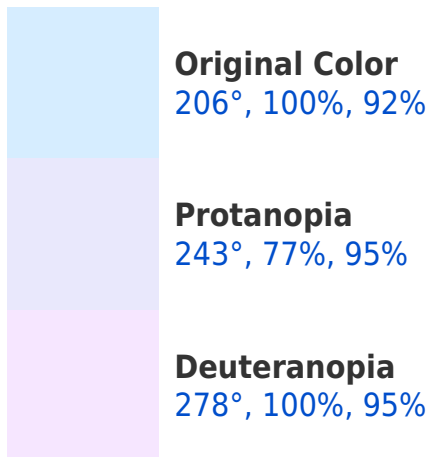 Original Color
206°, 100%, 92%
Protanopia
243°, 77%, 95%
Deuteranopia
278°, 100%, 95%